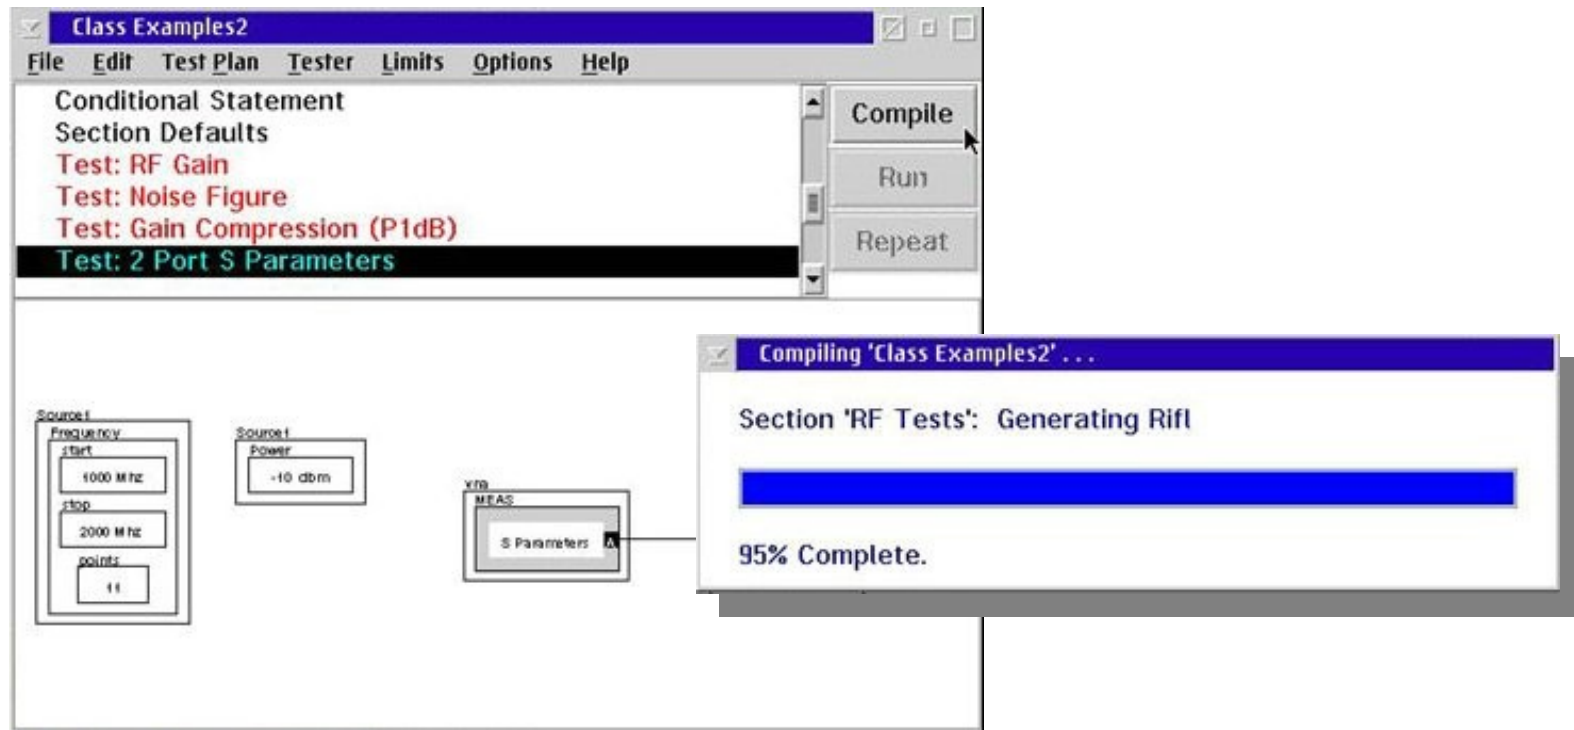 Class Examples2
File Edit Test Plan Tester Limits Options Help
Conditional Statement
Section Defaults
Test: RF Gain
Test: Noise Figure
Test: Gain Compression (P1dB)
Test: 2 Port S Parameters
Compile
Run
Repeat
Source1
Frequency
start
1000 Mhz
stop
2000 Mhz
points
11
Source1
Power
-10 dbm
vna
MEAS
S Parameters
A
Compiling 'Class Examples2' . . .
Section 'RF Tests': Generating Rifl
95% Complete.